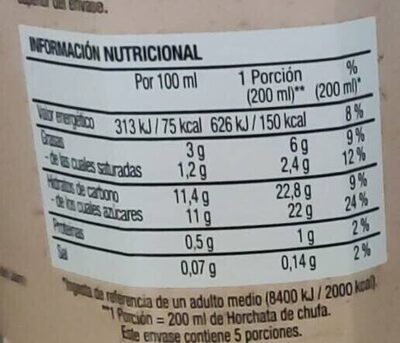 envase.
INFORMACIÓN NUTRICIONAL
Por 100 ml 1 Porción (200 ml)** % (200 ml)*
Valor energético 313 kJ / 75 kcal 626 kJ / 150 kcal 8 %
Grasas 3 g 6 g 9 %
- de las cuales saturadas 1,2 g 2,4 g 12 %
Hidratos de carbono 11,4 g 22,8 g 9 %
- de los cuales azúcares 11 g 22 g 24 %
Proteínas 0,5 g 1 g 2 %
Sal 0,07 g 0,14 g 2 %
*Ingesta de referencia de un adulto medio (8400 kJ / 2000 kcal).
**1 Porción = 200 ml de Horchata de chufa.
Este envase contiene 5 porciones.